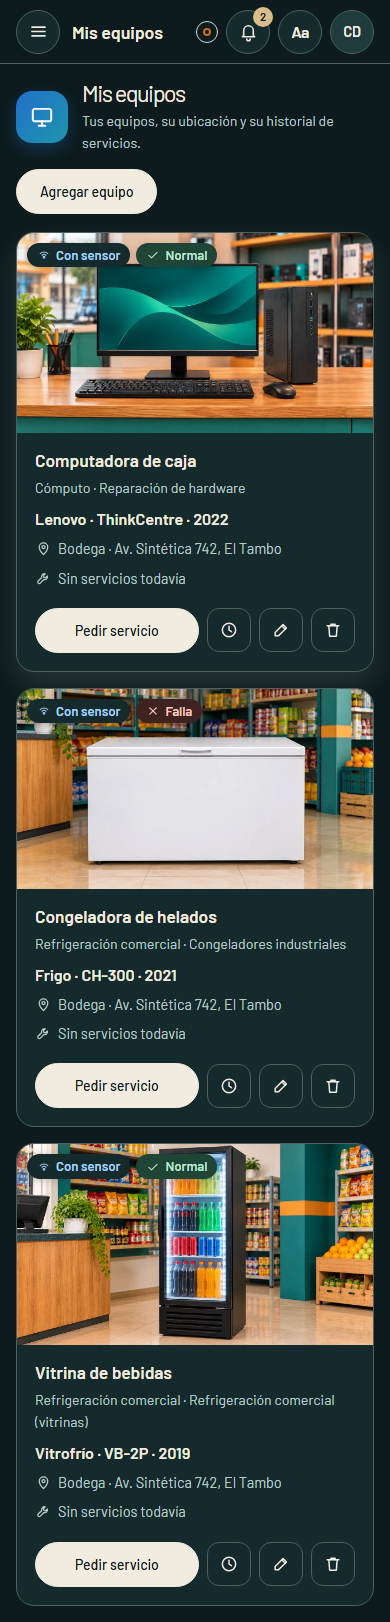 Mis equipos
2
Aa
CD
Mis equipos
Tus equipos, su ubicación y su historial de
servicios.
Agregar equipo
Con sensor
Normal
Computadora de caja
Cómputo · Reparación de hardware
Lenovo · ThinkCentre · 2022
Bodega · Av. Sintética 742, El Tambo
Sin servicios todavía
Pedir servicio
Con sensor
Falla
Congeladora de helados
Refrigeración comercial · Congeladores industriales
Frigo · CH-300 · 2021
Bodega · Av. Sintética 742, El Tambo
Sin servicios todavía
Pedir servicio
Con sensor
Normal
Vitrina de bebidas
Refrigeración comercial · Refrigeración comercial
(vitrinas)
Vitrofrío · VB-2P · 2019
Bodega · Av. Sintética 742, El Tambo
Sin servicios todavía
Pedir servicio